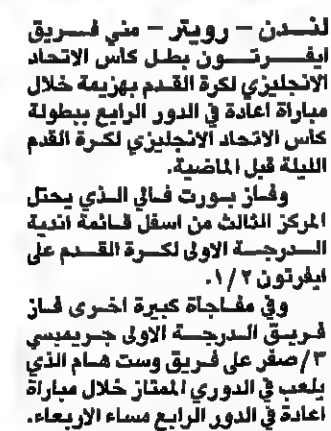 لندن – رويتر – مني فريق
ايفرتون بطل كأس الاتحاد
الانجليزي لكرة القدم بهزيمة خلال
مباراة اعادة في الدور الرابع ببطولة
كاس الاتحاد الانجليزي لكرة القدم
الليلة قبل الماضية.
وفاز بورت فالي الذي يحتل
المركز الثالث من اسفل قائمة اندية
الدرجة الاولى لكرة القدم على
ايفرتون ٢/١.
وفي مفاجاة كبيرة اخرى فاز
فريق الدرجة الاولى جريمبسي
٣/صفر على فريق وست هام الذي
يلعب في الدوري الممتاز خلال مباراة
اعادة في الدور الرابع مساء الاربعاء.